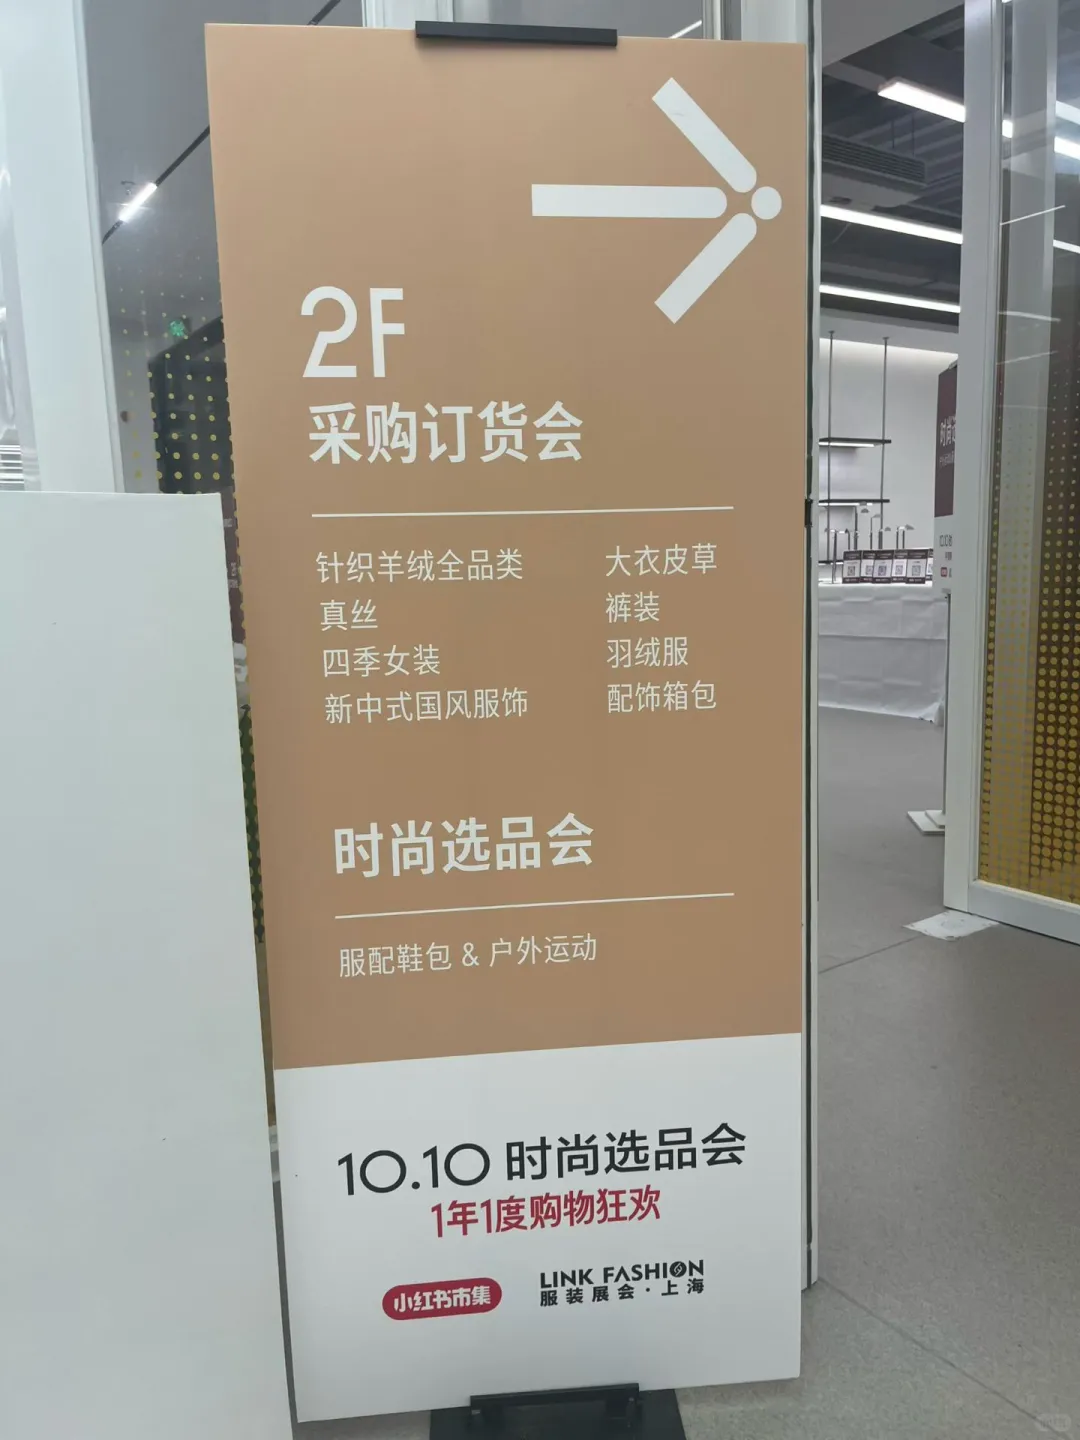 2F
采购订货会
针织羊绒全品类
真丝
四季女装
新中式国风服饰
大衣皮草
裤装
羽绒服
配饰箱包
时尚选品会
服配鞋包 & 户外运动
10.10 时尚选品会
1年1度购物狂欢
小红书市集
LINK FASHION
服装展会·上海
时尚